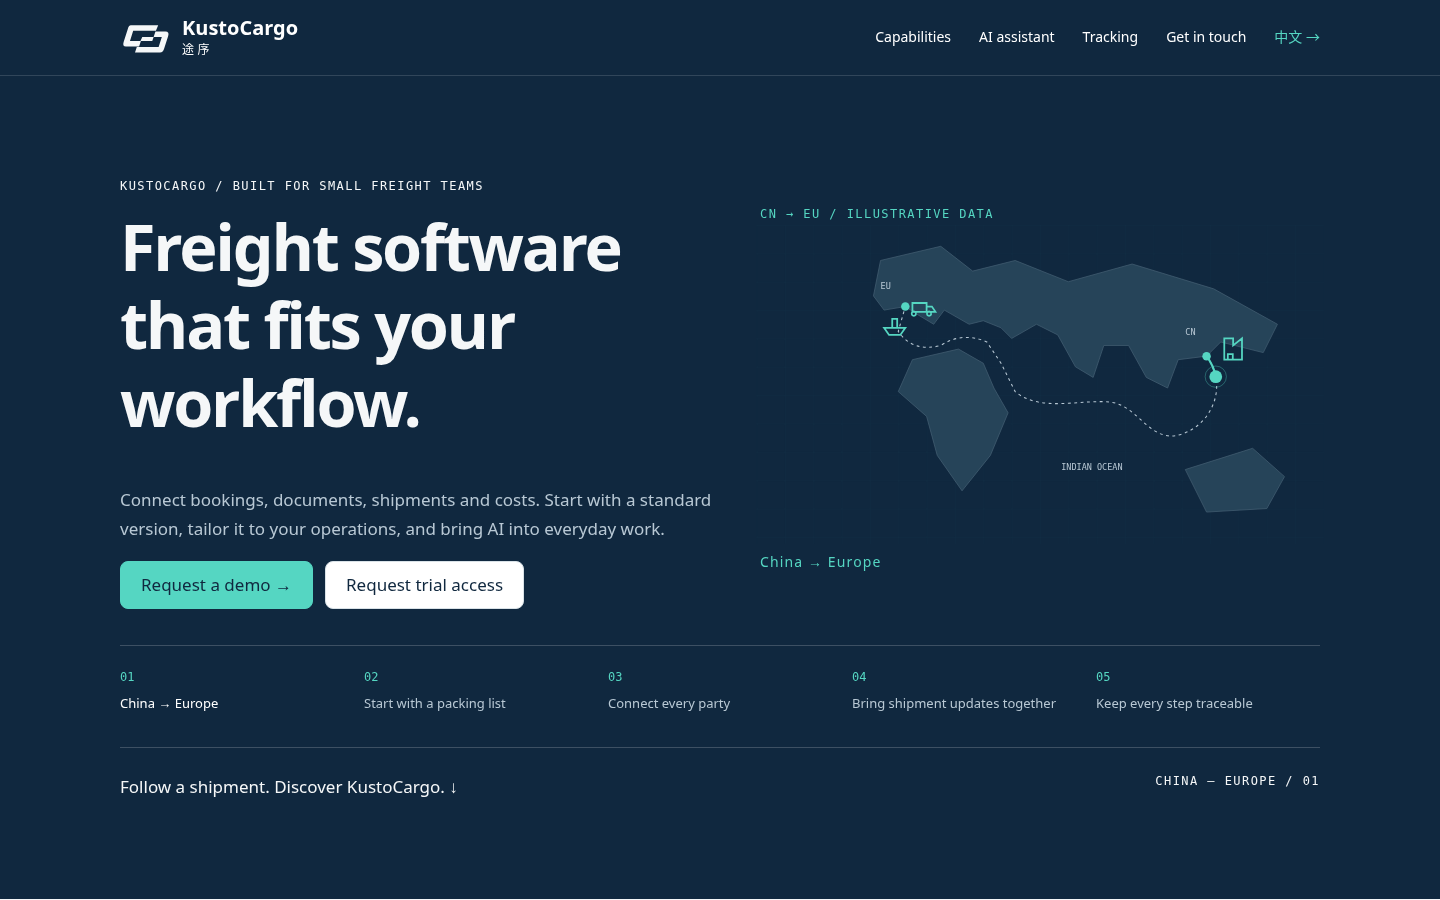 KustoCargo
途序
Capabilities
AI assistant
Tracking
Get in touch
中文 →
KUSTOCARGO / BUILT FOR SMALL FREIGHT TEAMS
Freight software
that fits your
workflow.
Connect bookings, documents, shipments and costs. Start with a standard
version, tailor it to your operations, and bring AI into everyday work.
Request a demo →
Request trial access
CN → EU / ILLUSTRATIVE DATA
EU
CN
INDIAN OCEAN
China → Europe
01
China → Europe
02
Start with a packing list
03
Connect every party
04
Bring shipment updates together
05
Keep every step traceable
Follow a shipment. Discover KustoCargo. ↓
CHINA — EUROPE / 01